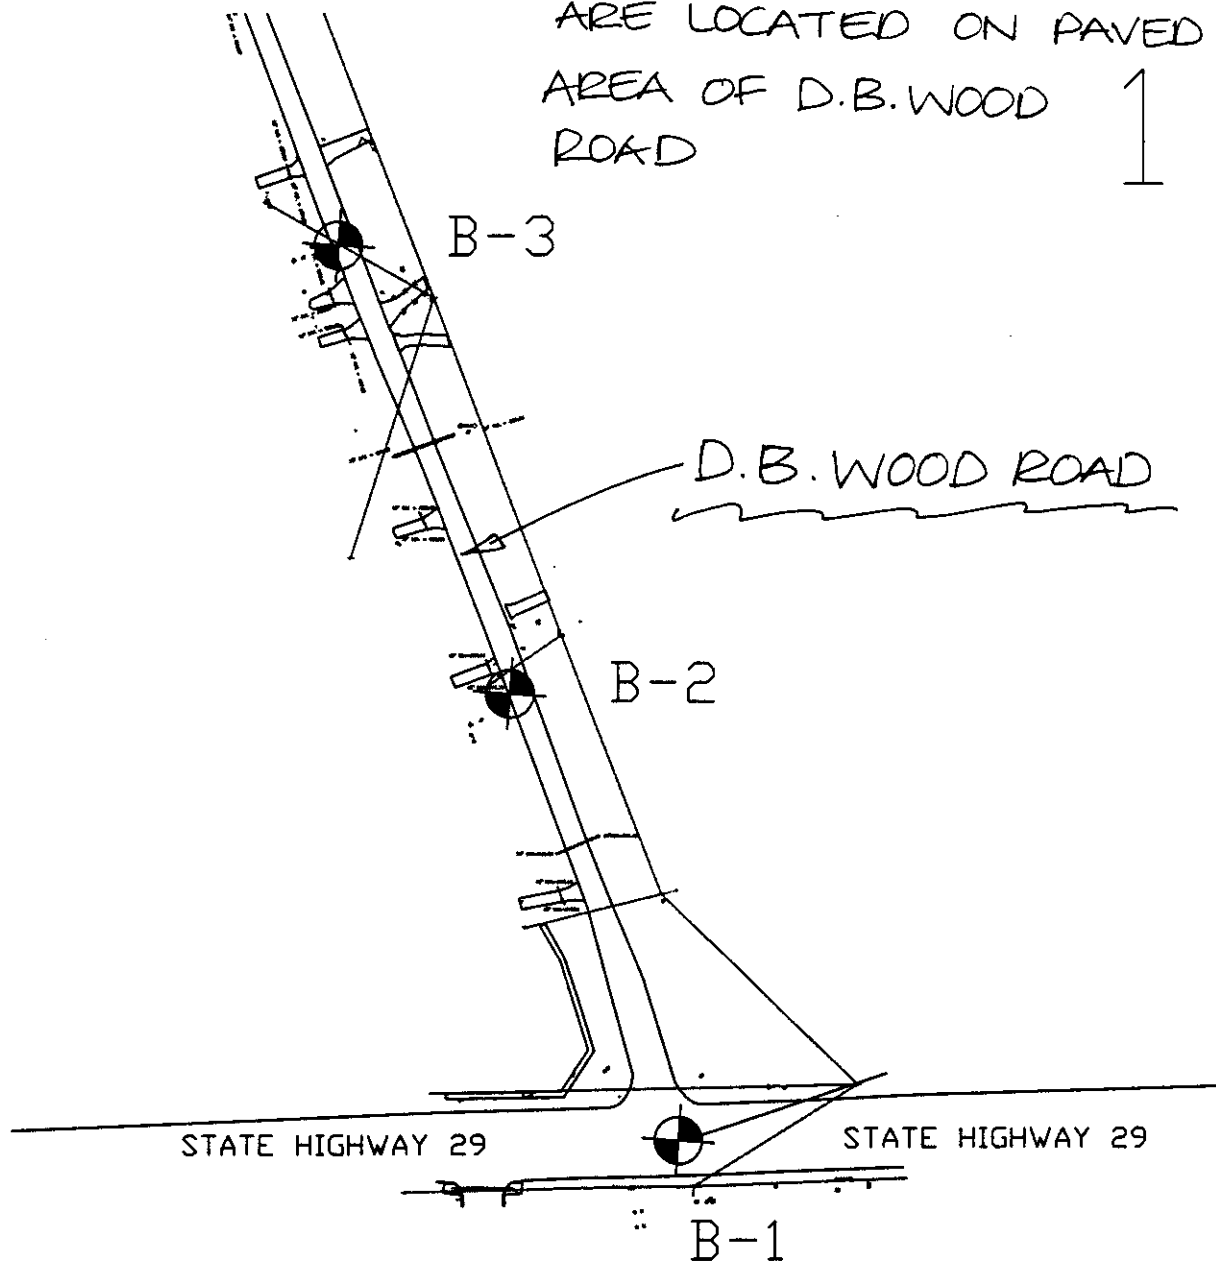 ARE LOCATED ON PAVED
AREA OF D.B. WOOD
ROAD
1
B-3
D.B. WOOD ROAD
B-2
STATE HIGHWAY 29
STATE HIGHWAY 29
B-1